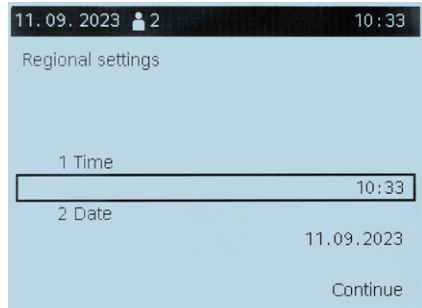 11.09.2023 2 10:33
Regional settings
1 Time
10:33
2 Date
11.09.2023
Continue